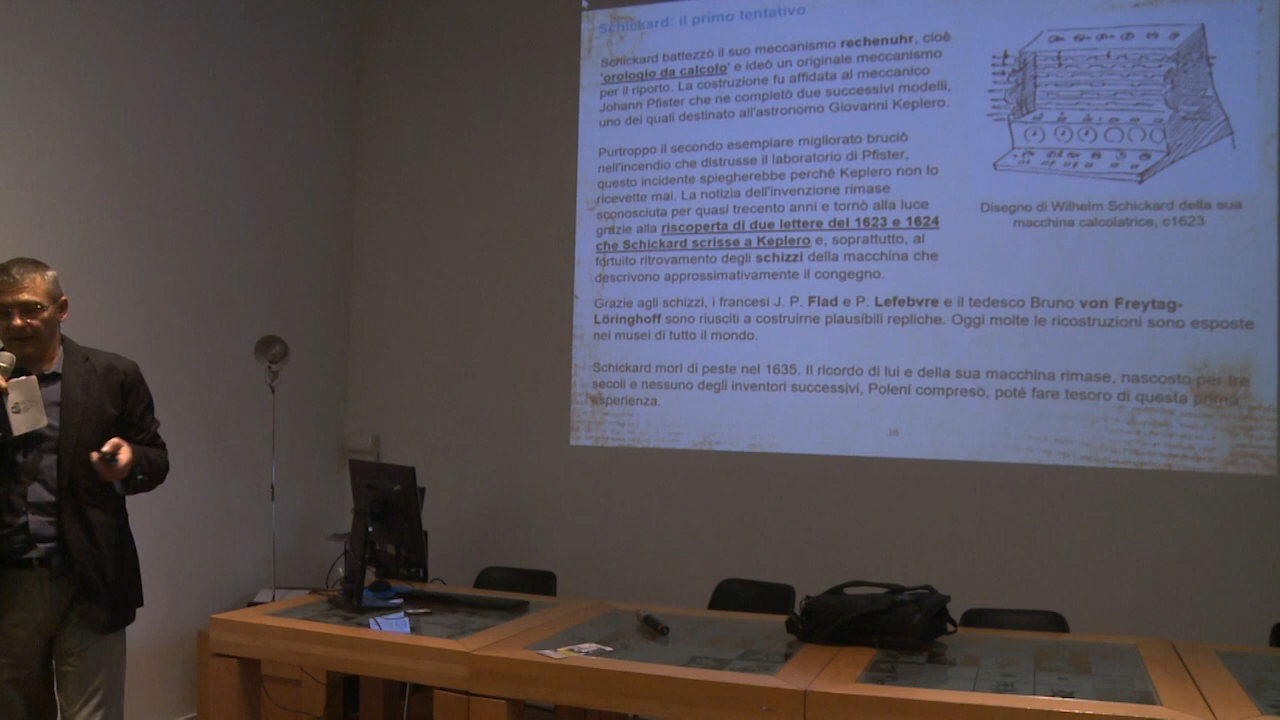 Schickard: il primo tentativo
Schickard battezzò il suo meccanismo rechenuhr, cioè
'orologio da calcolo' e ideò un originale meccanismo
per il riporto. La costruzione fu affidata al meccanico
Johann Pfister che ne completò due successivi modelli,
uno dei quali destinato all'astronomo Giovanni Keplero.
Purtroppo il secondo esemplare migliorato bruciò
nell'incendio che distrusse il laboratorio di Pfister,
questo incidente spiegherebbe perché Keplero non lo
ricevette mai. La notizia dell'invenzione rimase
sconosciuta per quasi trecento anni e tornò alla luce
grazie alla riscoperta di due lettere del 1623 e 1624
che Schickard scrisse a Keplero e, soprattutto, al
fortuito ritrovamento degli schizzi della macchina che
descrivono approssimativamente il congegno.
Disegno di Wilhelm Schickard della sua
macchina calcolatrice, c1623
Grazie agli schizzi, i francesi J. P. Flad e P. Lefebvre e il tedesco Bruno von Freytag-
Löringhoff sono riusciti a costruirne plausibili repliche. Oggi molte le ricostruzioni sono esposte
nei musei di tutto il mondo.
Schickard morì di peste nel 1635. Il ricordo di lui e della sua macchina rimase, nascosto per tre
secoli e nessuno degli inventori successivi, Poleni compreso, poté fare tesoro di questa prima
esperienza.